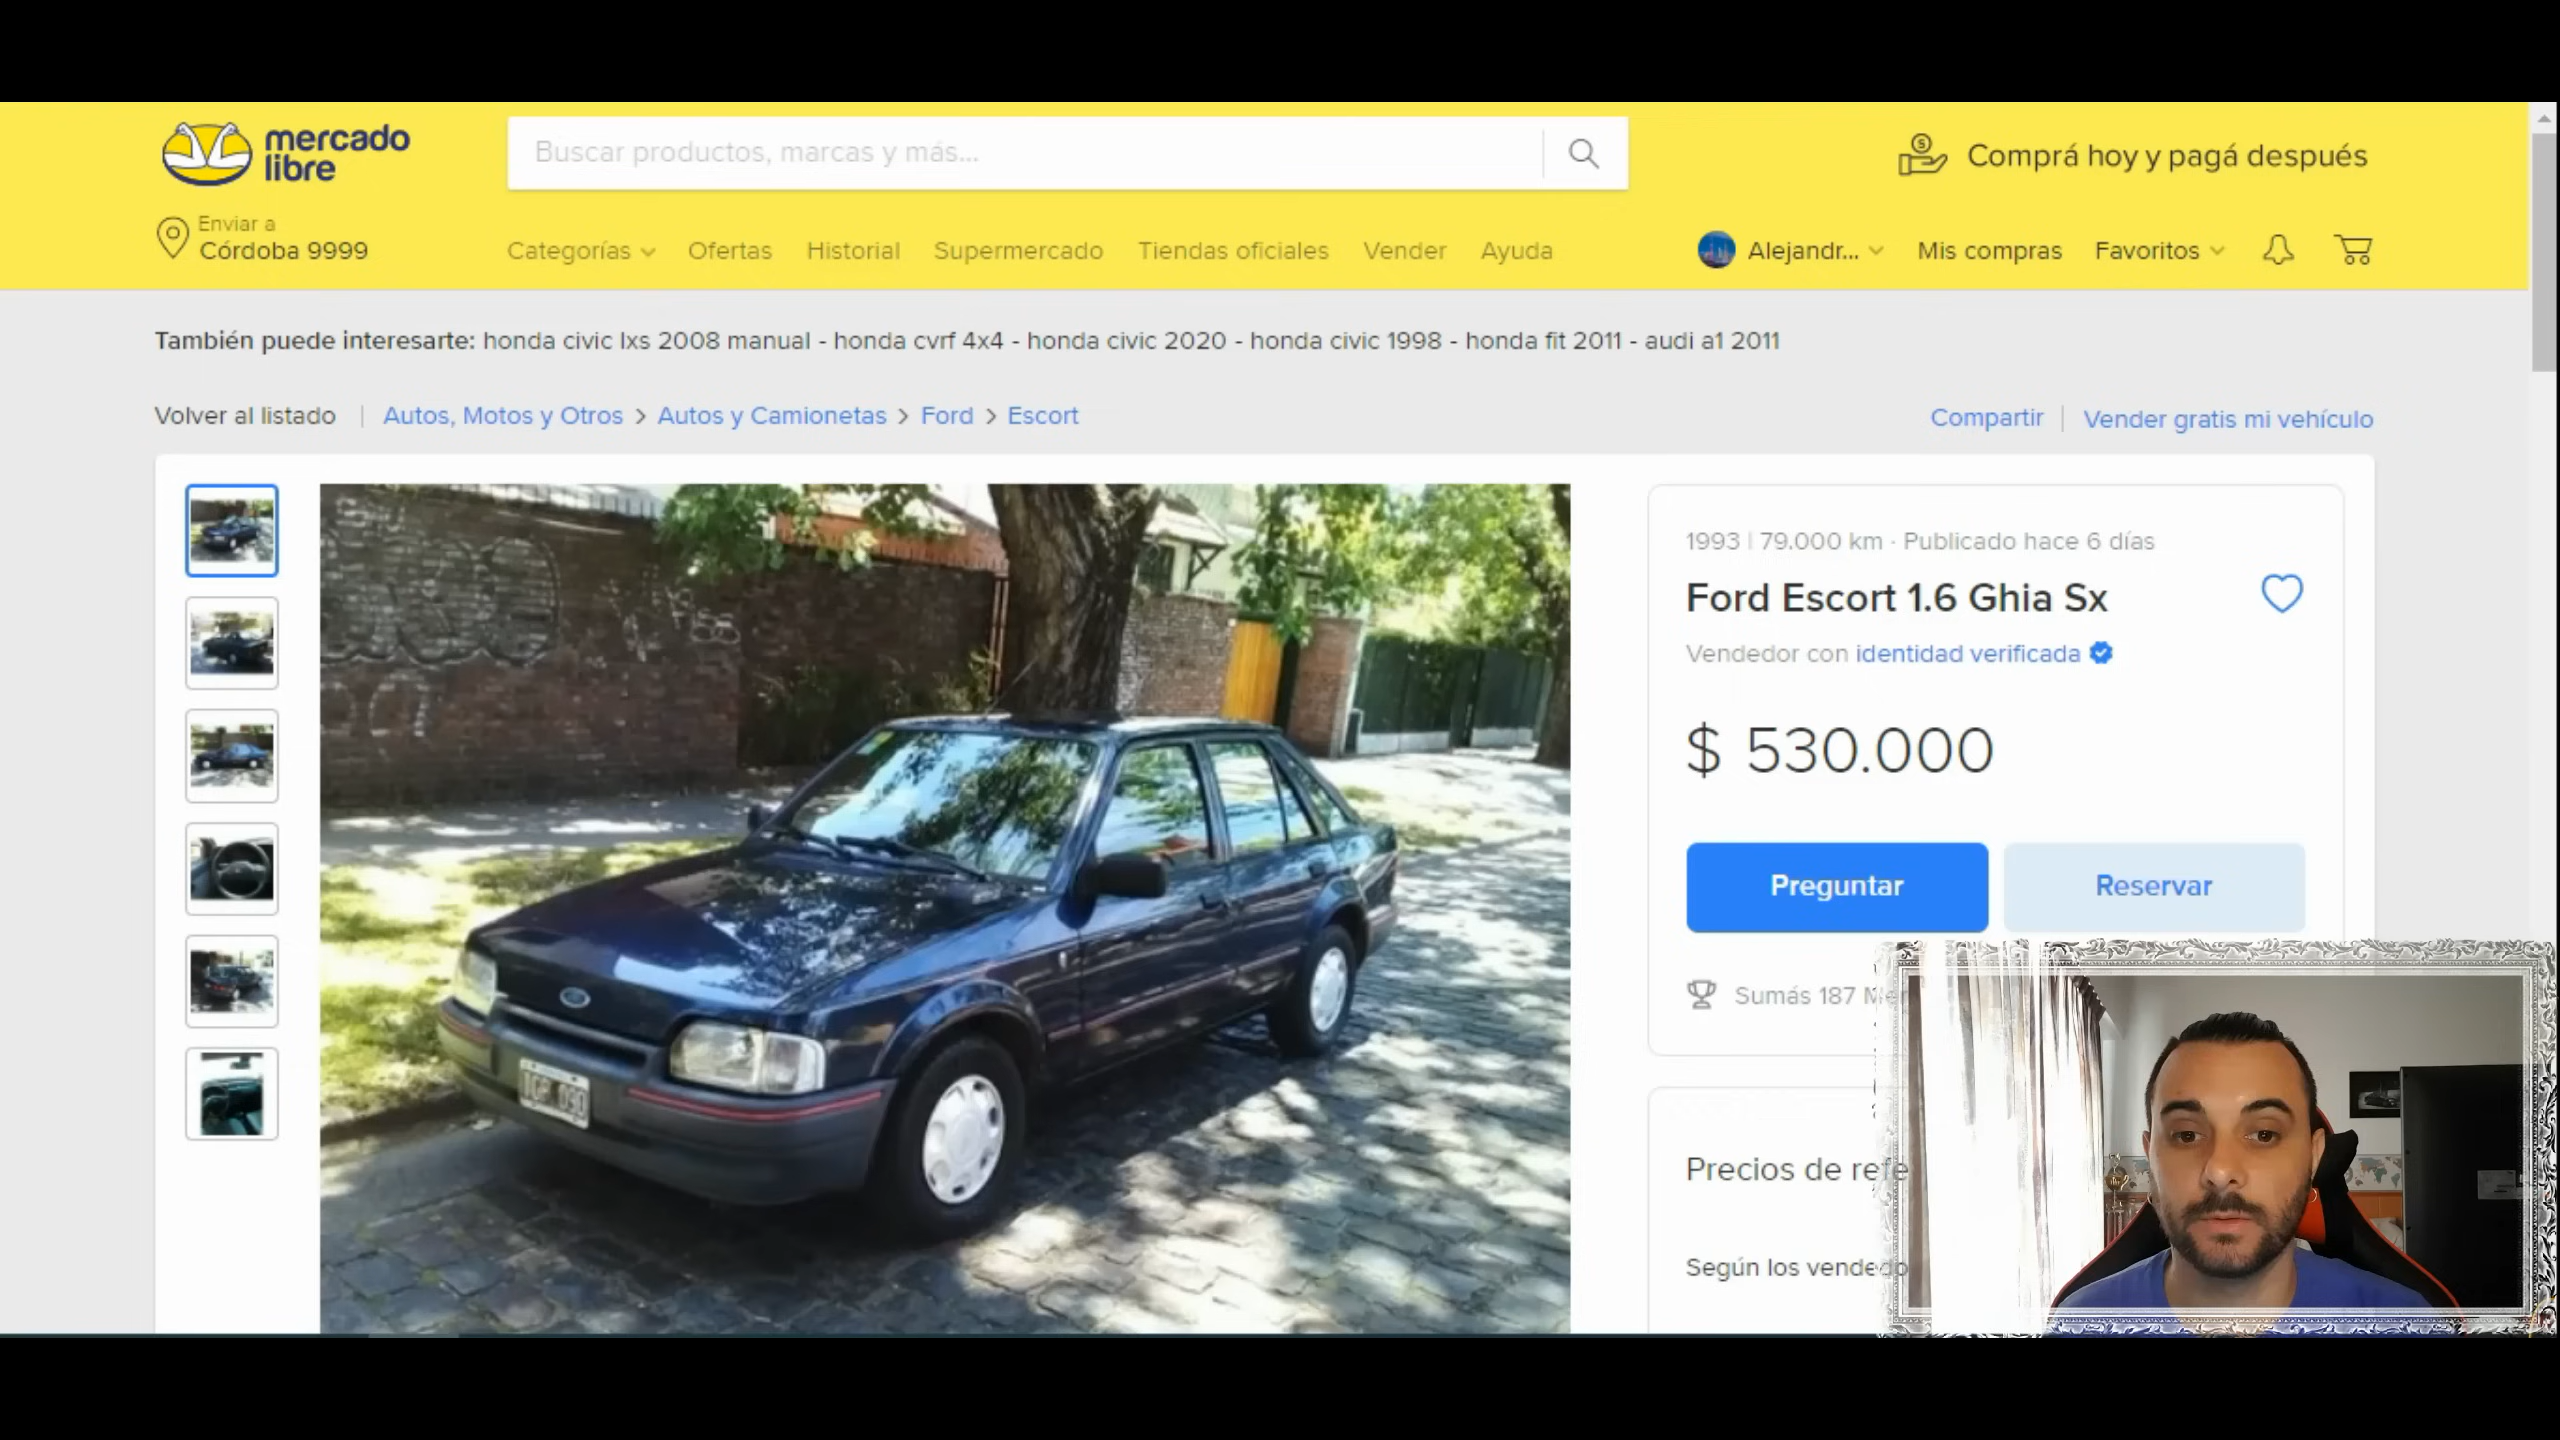 mercado
libre
Buscar productos, marcas y más...
Comprá hoy y pagá después
Enviar a
Córdoba 9999
Categorías Ofertas Historial Supermercado Tiendas oficiales Vender Ayuda
Alejandr... Mis compras Favoritos
También puede interesarte: honda civic lxs 2008 manual - honda cvrf 4x4 - honda civic 2020 - honda civic 1998 - honda fit 2011 - audi a1 2011
Volver al listado | Autos, Motos y Otros > Autos y Camionetas > Ford > Escort
Compartir | Vender gratis mi vehículo
1993 | 79.000 km · Publicado hace 6 días
Ford Escort 1.6 Ghia Sx
Vendedor con identidad verificada
$ 530.000
Preguntar
Reservar
Sumás 187
Precios de
Según los